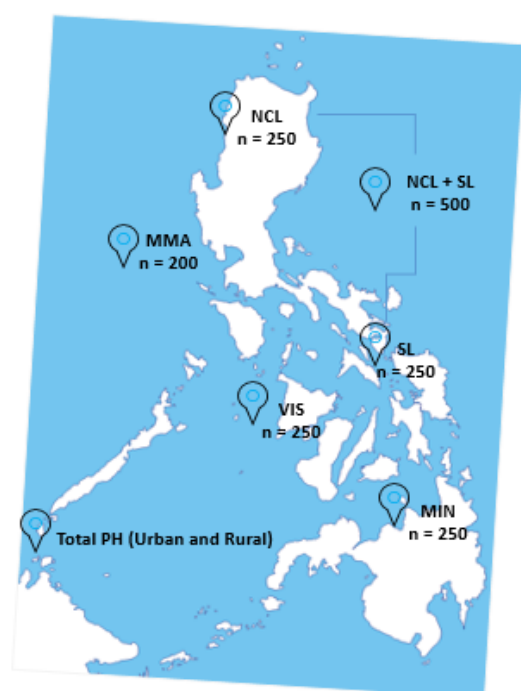 NCL
n = 250
NCL + SL
n = 500
MMA
n = 200
SL
n = 250
VIS
n = 250
MIN
n = 250
Total PH (Urban and Rural)